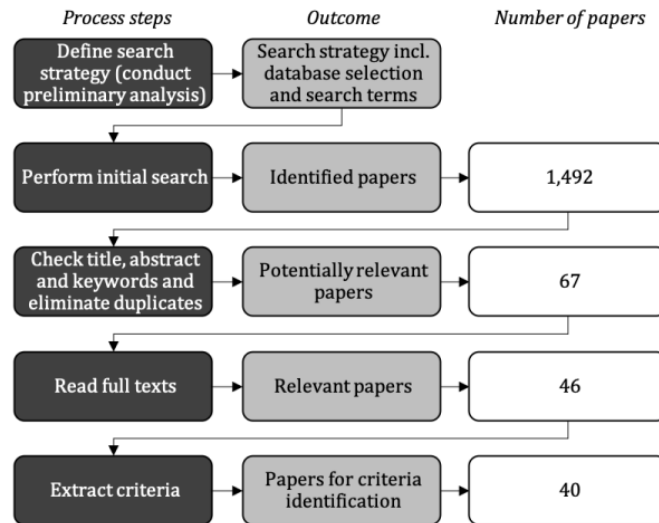 Process steps
Outcome
Number of papers
Define search
strategy (conduct
preliminary analysis)
Search strategy incl.
database selection
and search terms
Perform initial search
Identified papers
1,492
Check title, abstract
and keywords and
eliminate duplicates
Potentially relevant
papers
67
Read full texts
Relevant papers
46
Extract criteria
Papers for criteria
identification
40